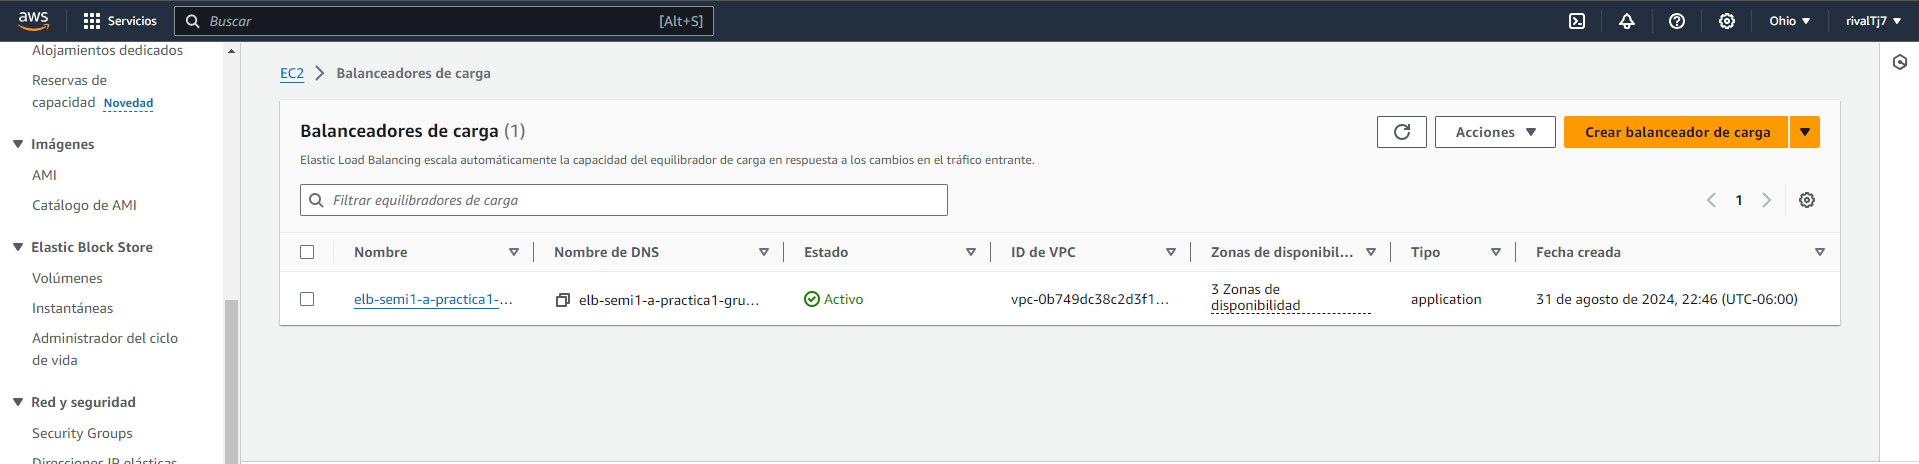 aws
Servicios
Buscar [Alt+S]
Ohio
rivalTj7
Alojamientos dedicados
Reservas de
capacidad Novedad
Imágenes
AMI
Catálogo de AMI
Elastic Block Store
Volúmenes
Instantáneas
Administrador del ciclo
de vida
Red y seguridad
Security Groups
Direcciones IP elásticas
EC2 Balanceadores de carga
Balanceadores de carga (1)
Acciones
Crear balanceador de carga
Elastic Load Balancing escala automáticamente la capacidad del equilibrador de carga en respuesta a los cambios en el tráfico entrante.
Filtrar equilibradores de carga
1
Nombre Nombre de DNS Estado ID de VPC Zonas de disponibil... Tipo Fecha creada
elb-semi1-a-practica1-... elb-semi1-a-practica1-gru... Activo vpc-0b749dc38c2d3f1... 3 Zonas de
disponibilidad application 31 de agosto de 2024, 22:46 (UTC-06:00)